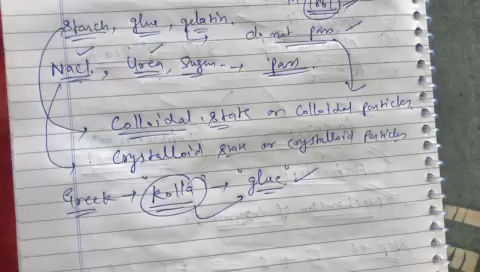 1861
Starch, glue, gelatin. do not pass.
NaCl, Urea, Sugar → pass.
Colloidal state or Colloidal particles
Crystalloid state or crystalloid particles
Greek → "Kolla" → "glue"